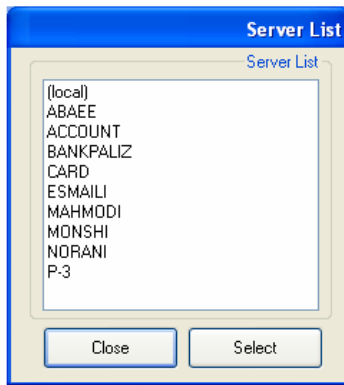 Server List
Server List
(local)
ABAEE
ACCOUNT
BANKPALIZ
CARD
ESMAILI
MAHMODI
MONSHI
NORANI
P-3
Close
Select